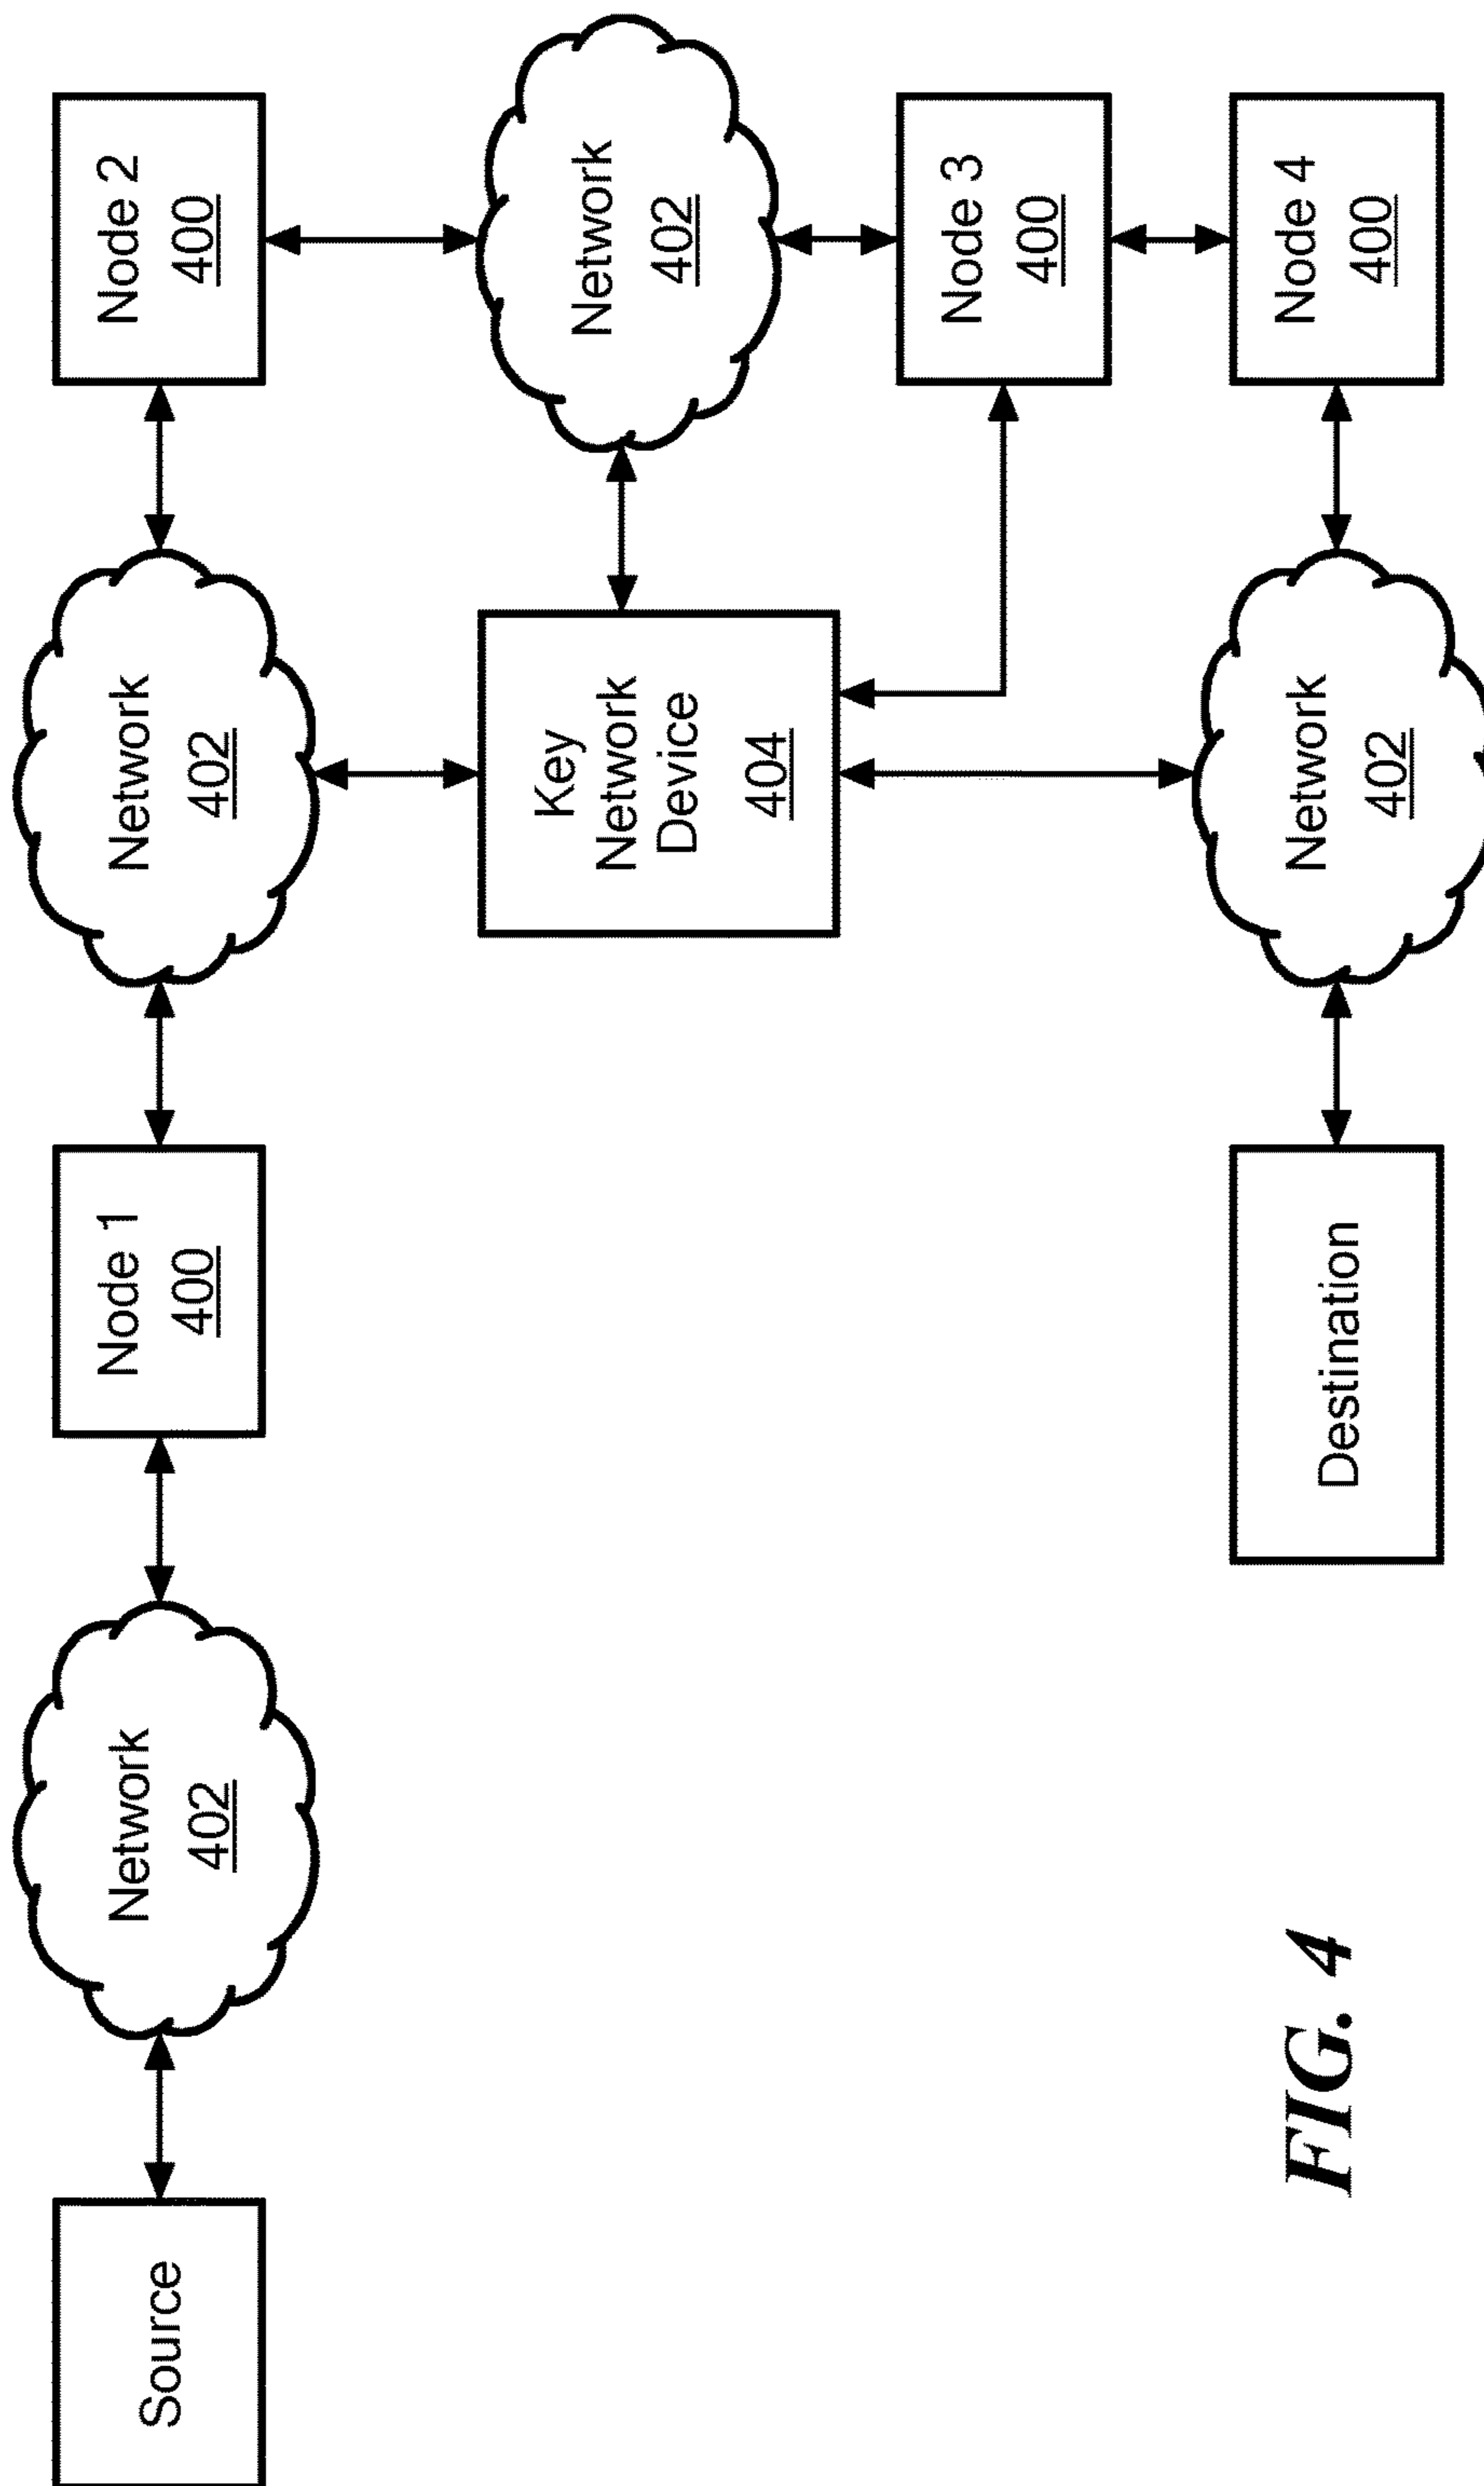 Source
Network
402
Node 1
400
Network
402
Node 2
400
Key
Network
Device
404
Network
402
Node 3
400
Destination
Network
402
Node 4
400
FIG. 4